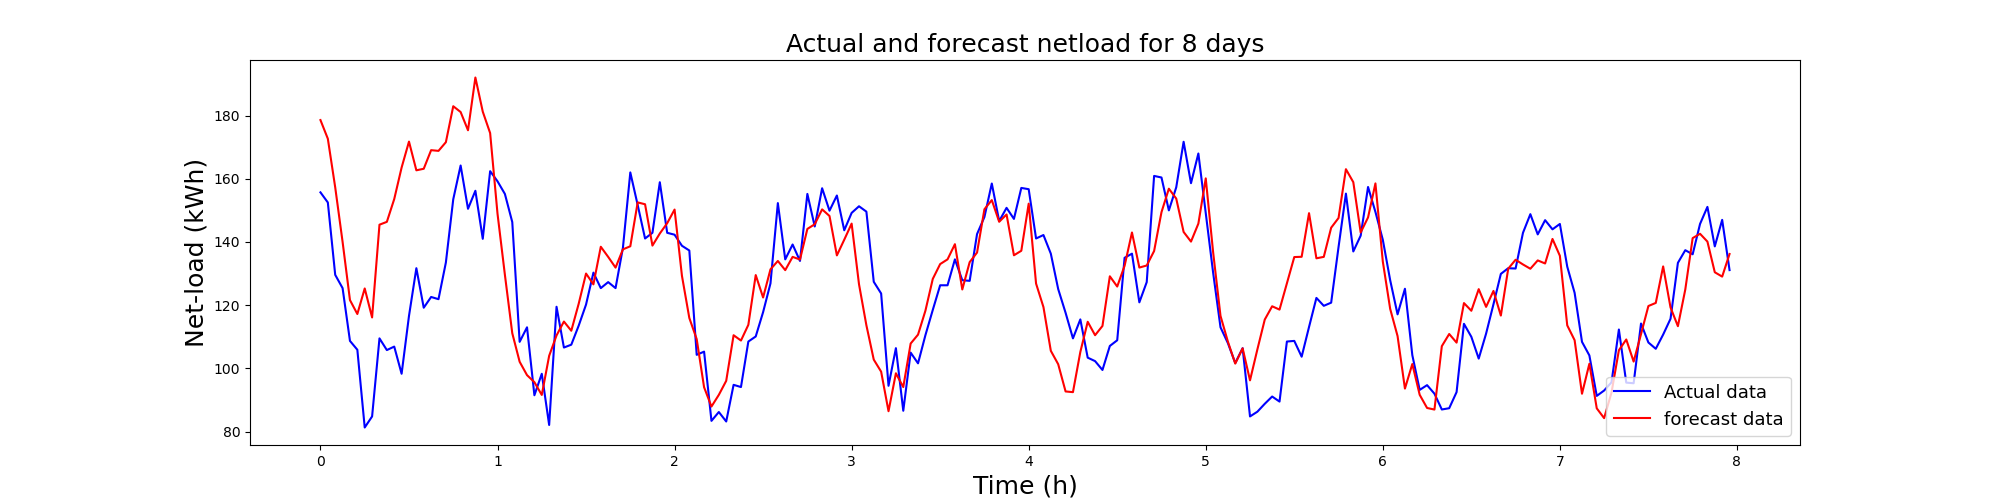 Actual and forecast netload for 8 days
Net-load (kWh)
180
160
140
120
100
80
Actual data
forecast data
0 1 2 3 4 5 6 7 8
Time (h)